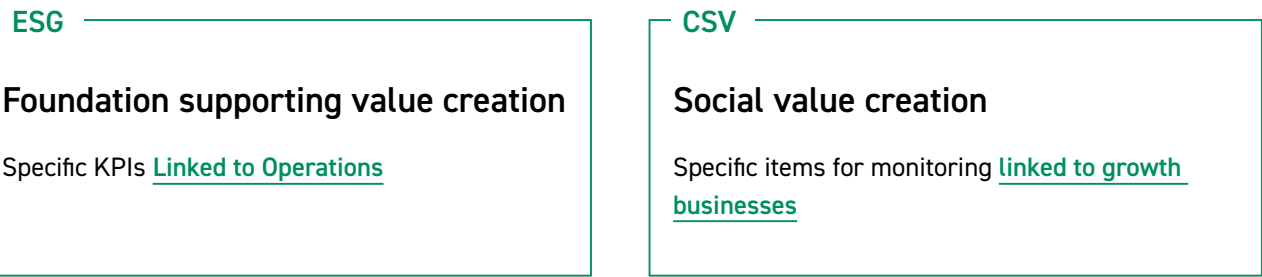 ESG
Foundation supporting value creation
Specific KPIs Linked to Operations
CSV
Social value creation
Specific items for monitoring linked to growth
businesses